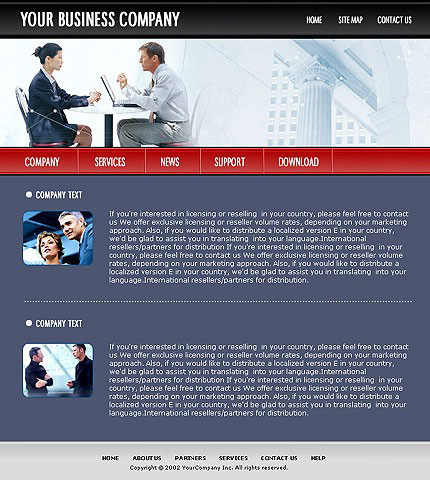 YOUR BUSINESS COMPANY
HOME SITE MAP CONTACT US
COMPANY SERVICES NEWS SUPPORT DOWNLOAD
COMPANY TEXT
If you're interested in licensing or reselling in your country, please feel free to contact
us We offer exclusive licensing or reseller volume rates, depending on your marketing
approach. Also, if you would like to distribute a localized version E in your country,
we'd be glad to assist you in translating into your language.International
resellers/partners for distribution If you're interested in licensing or reselling in your
country, please feel free to contact us We offer exclusive licensing or reseller volume
rates, depending on your marketing approach. Also, if you would like to distribute a
localized version E in your country, we'd be glad to assist you in translating into your
language.International resellers/partners for distribution.
COMPANY TEXT
If you're interested in licensing or reselling in your country, please feel free to contact
us We offer exclusive licensing or reseller volume rates, depending on your marketing
approach. Also, if you would like to distribute a localized version E in your country,
we'd be glad to assist you in translating into your language.International
resellers/partners for distribution If you're interested in licensing or reselling in your
country, please feel free to contact us We offer exclusive licensing or reseller volume
rates, depending on your marketing approach. Also, if you would like to distribute a
localized version E in your country, we'd be glad to assist you in translating into your
language.International resellers/partners for distribution.
HOME ABOUT US PARTNERS SERVICES CONTACT US HELP
Copyright © 2002 YourCompany Inc. All rights reserved.